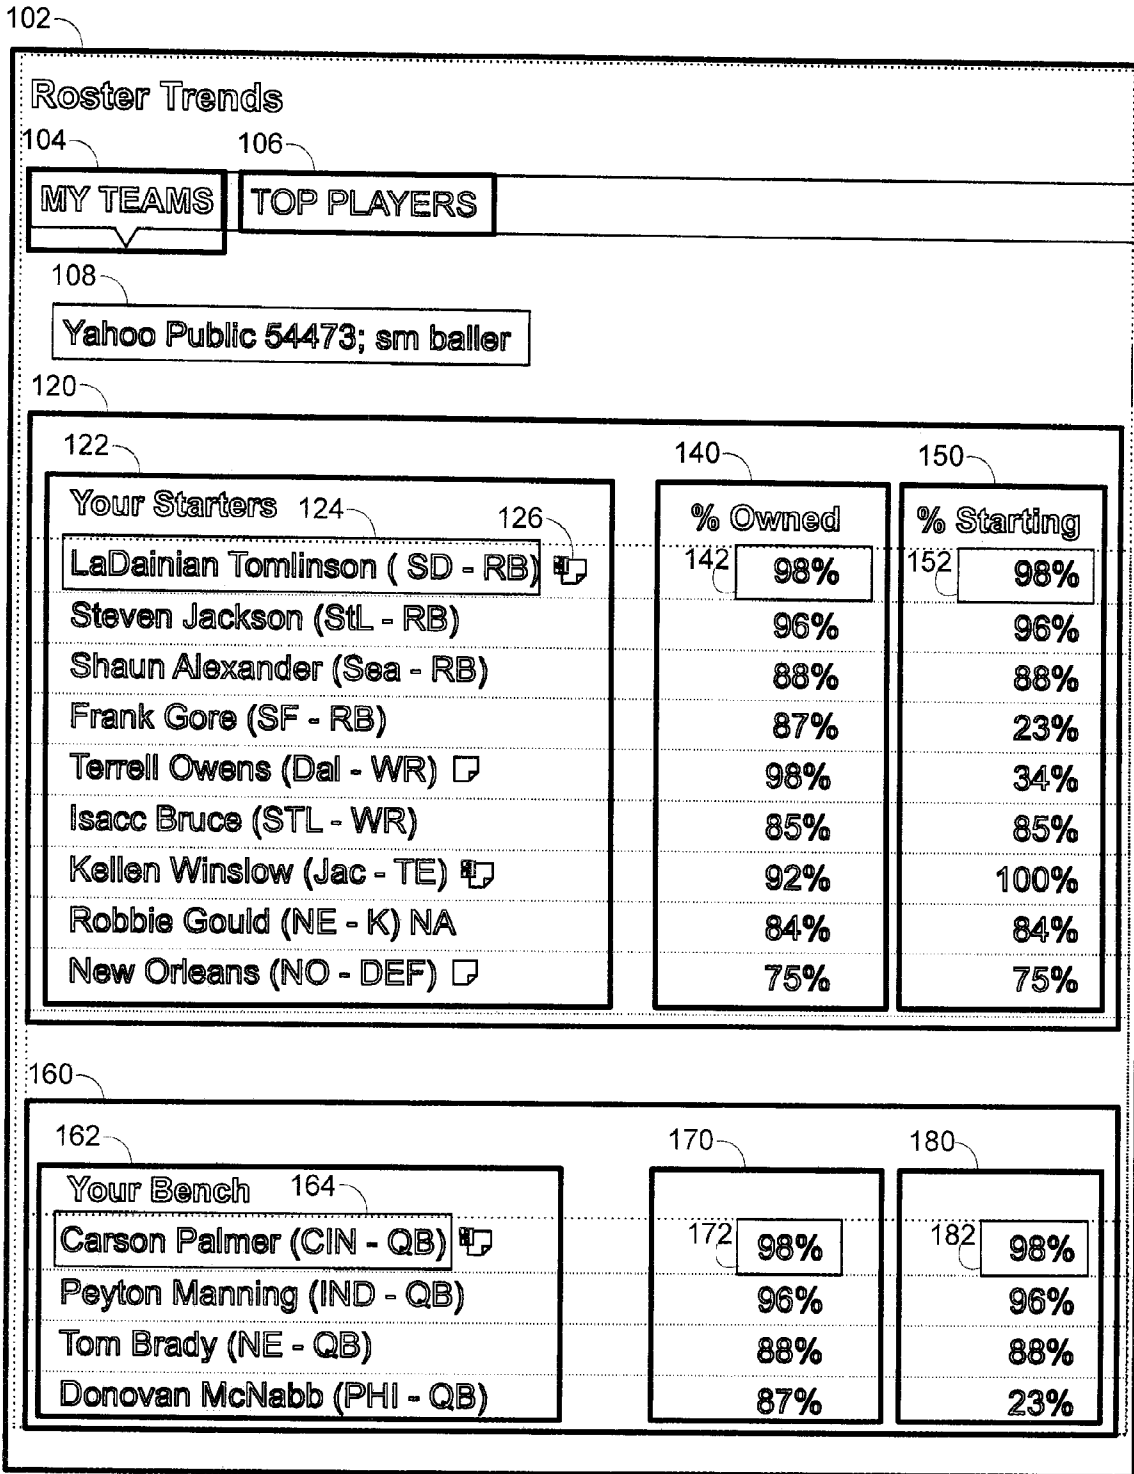 102
Roster Trends
104 106
MY TEAMS TOP PLAYERS
108
Yahoo Public 54473; sm baller
120
122 140 150
Your Starters 124 126 % Owned % Starting
LaDainian Tomlinson ( SD - RB) 142 98% 152 98%
Steven Jackson (StL - RB) 96% 96%
Shaun Alexander (Sea - RB) 88% 88%
Frank Gore (SF - RB) 87% 23%
Terrell Owens (Dal - WR) 98% 34%
Isacc Bruce (STL - WR) 85% 85%
Kellen Winslow (Jac - TE) 92% 100%
Robbie Gould (NE - K) NA 84% 84%
New Orleans (NO - DEF) 75% 75%
160
162 170 180
Your Bench 164
Carson Palmer (CIN - QB) 172 98% 182 98%
Peyton Manning (IND - QB) 96% 96%
Tom Brady (NE - QB) 88% 88%
Donovan McNabb (PHI - QB) 87% 23%